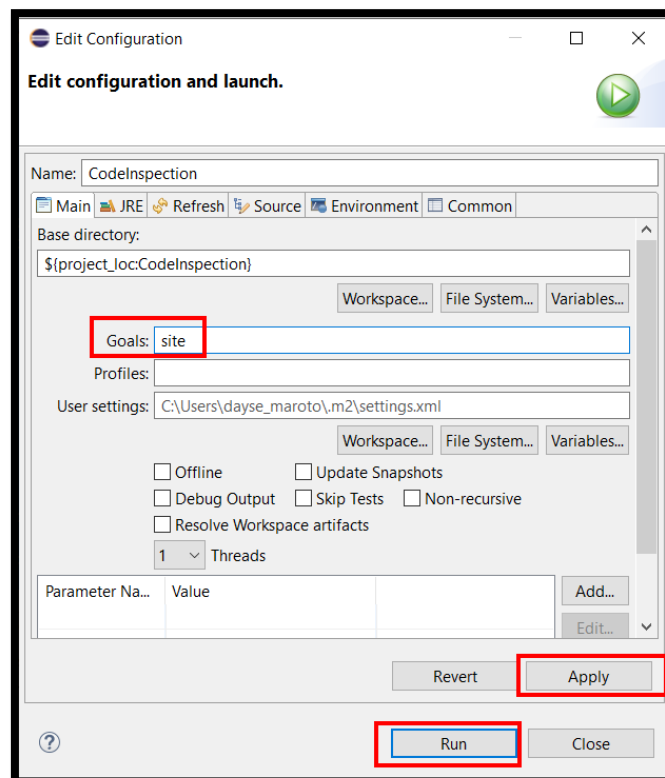 Edit Configuration
Edit configuration and launch.
Name: CodeInspection
Main JRE Refresh Source Environment Common
Base directory:
${project_loc:CodeInspection}
Workspace... File System... Variables...
Goals: site
Profiles:
User settings: C:\Users\dayse_maroto\.m2\settings.xml
Workspace... File System... Variables...
Offline Update Snapshots
Debug Output Skip Tests Non-recursive
Resolve Workspace artifacts
1 Threads
Parameter Na... Value Add...
Edit...
Revert Apply
? Run Close